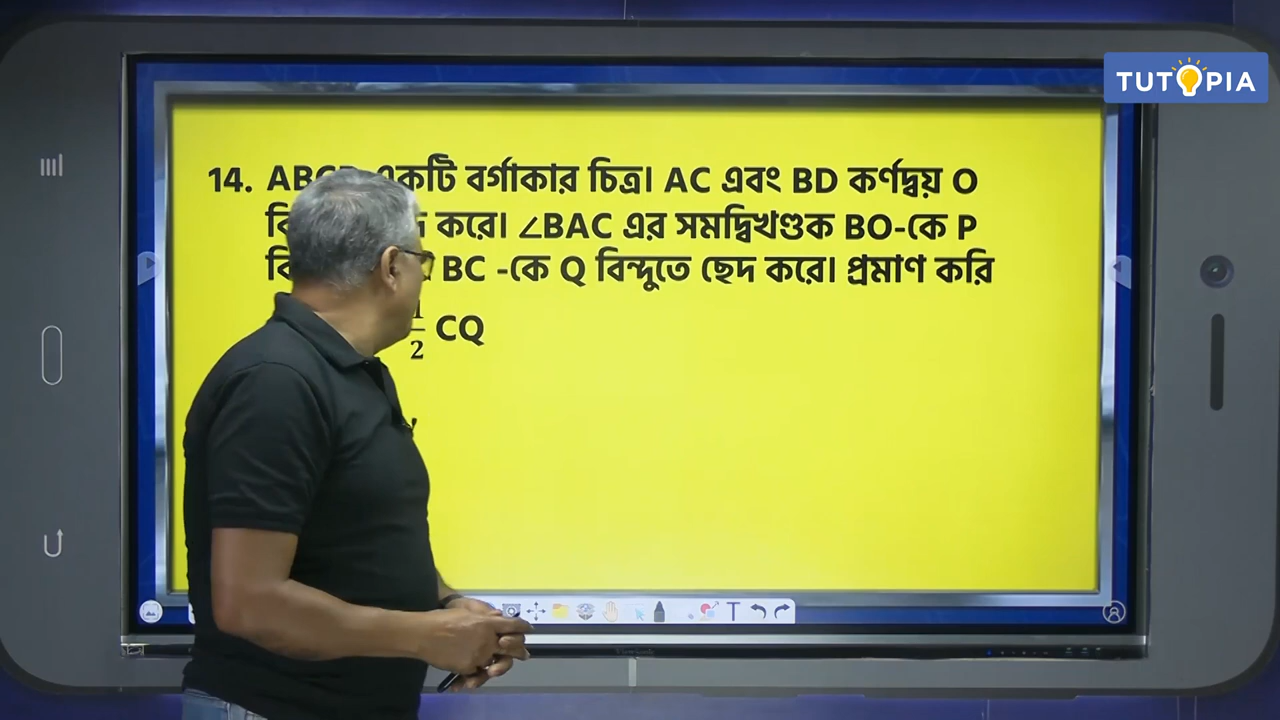 TUTOPIA
14. একটি বর্গাকার চিত্র। AC এবং BD কর্ণদ্বয় O
করে। ∠BAC এর সমদ্বিখণ্ডক BO-কে P
BC -কে Q বিন্দুতে ছেদ করে। প্রমাণ করি
1/2 CQ